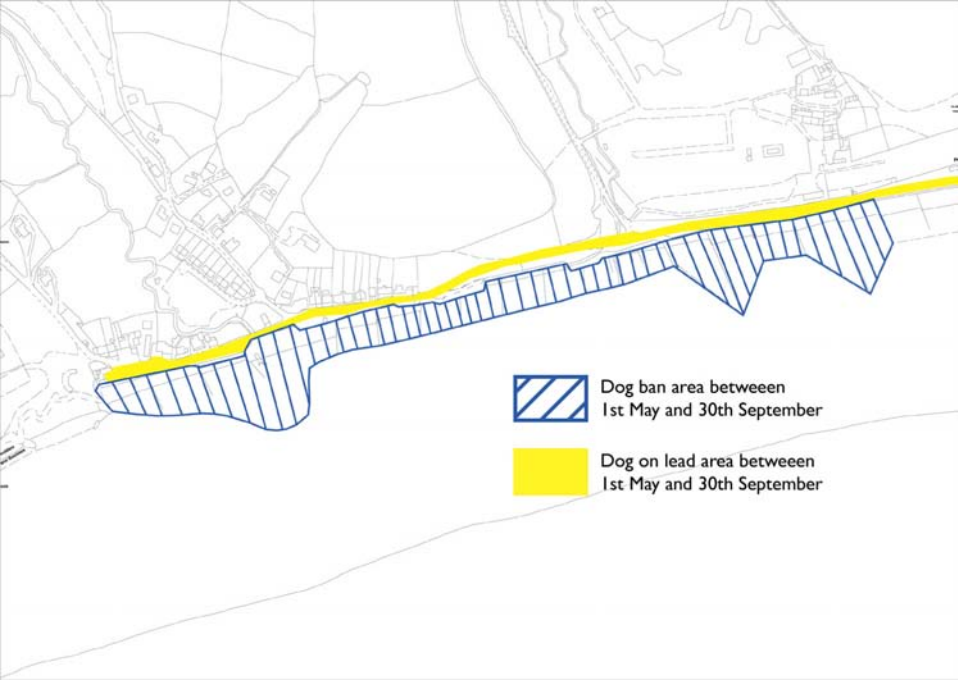 Dog ban area betweeen
1st May and 30th September
Dog on lead area betweeen
1st May and 30th September